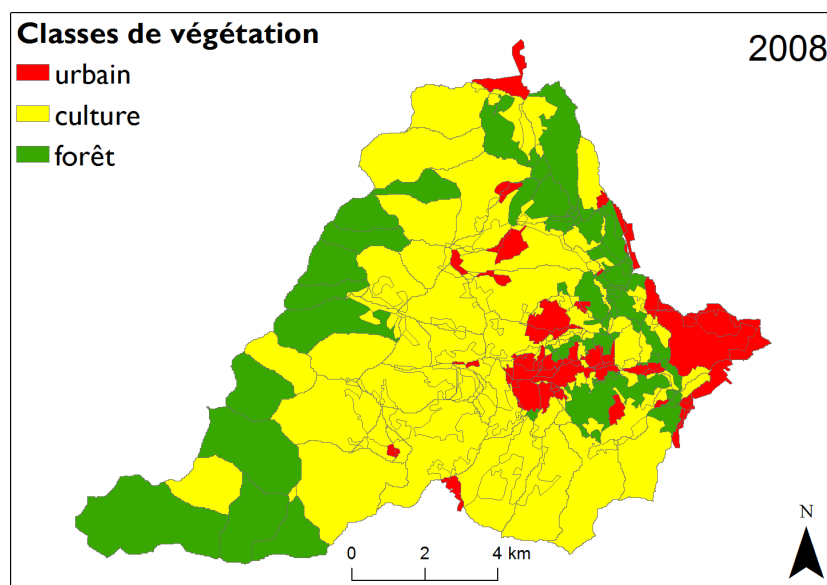 Classes de végétation
2008
urbain
culture
forêt
N
0 2 4 km